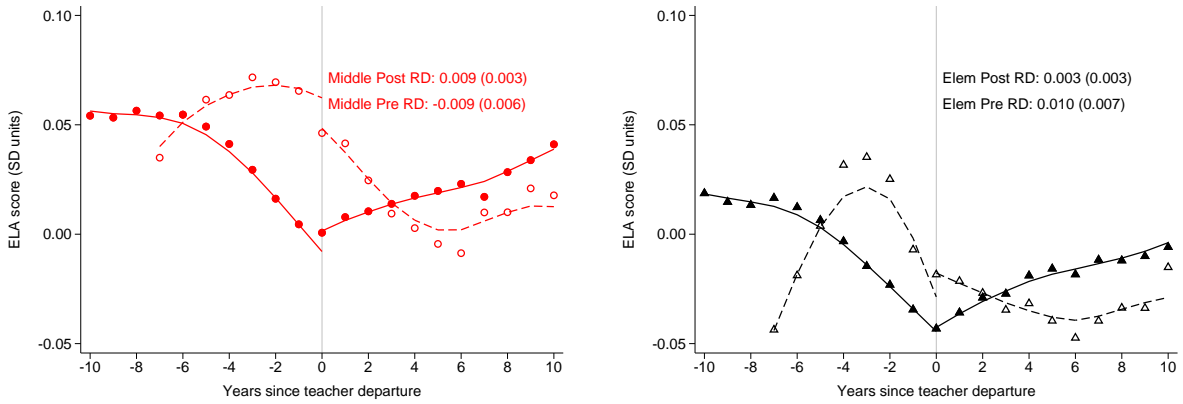 0.10
0.05
0.00
-0.05
ELA score (SD units)
Middle Post RD: 0.009 (0.003)
Middle Pre RD: -0.009 (0.006)
-10 -8 -6 -4 -2 0 2 4 6 8 10
Years since teacher departure
0.10
0.05
0.00
-0.05
ELA score (SD units)
Elem Post RD: 0.003 (0.003)
Elem Pre RD: 0.010 (0.007)
-10 -8 -6 -4 -2 0 2 4 6 8 10
Years since teacher departure